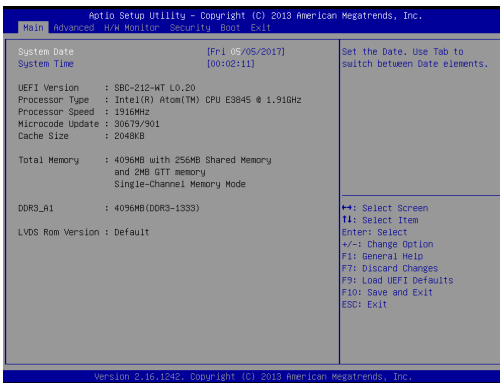 Aptio Setup Utility – Copyright (C) 2013 American Megatrends, Inc.
Main Advanced H/W Monitor Security Boot Exit
System Date [Fri 05/05/2017]
System Time [00:02:11]
UEFI Version : SBC-212-WT L0.20
Processor Type : Intel(R) Atom(TM) CPU E3845 @ 1.91GHz
Processor Speed : 1916MHz
Microcode Update : 30679/901
Cache Size : 2048KB
Total Memory : 4096MB with 256MB Shared Memory
and 2MB GTT memory
Single-Channel Memory Mode
DDR3_A1 : 4096MB(DDR3-1333)
LVDS Rom Version : Default
Set the Date. Use Tab to
switch between Date elements.
↔: Select Screen
↑↓: Select Item
Enter: Select
+/-: Change Option
F1: General Help
F7: Discard Changes
F9: Load UEFI Defaults
F10: Save and Exit
ESC: Exit
Version 2.16.1242. Copyright (C) 2013 American Megatrends, Inc.